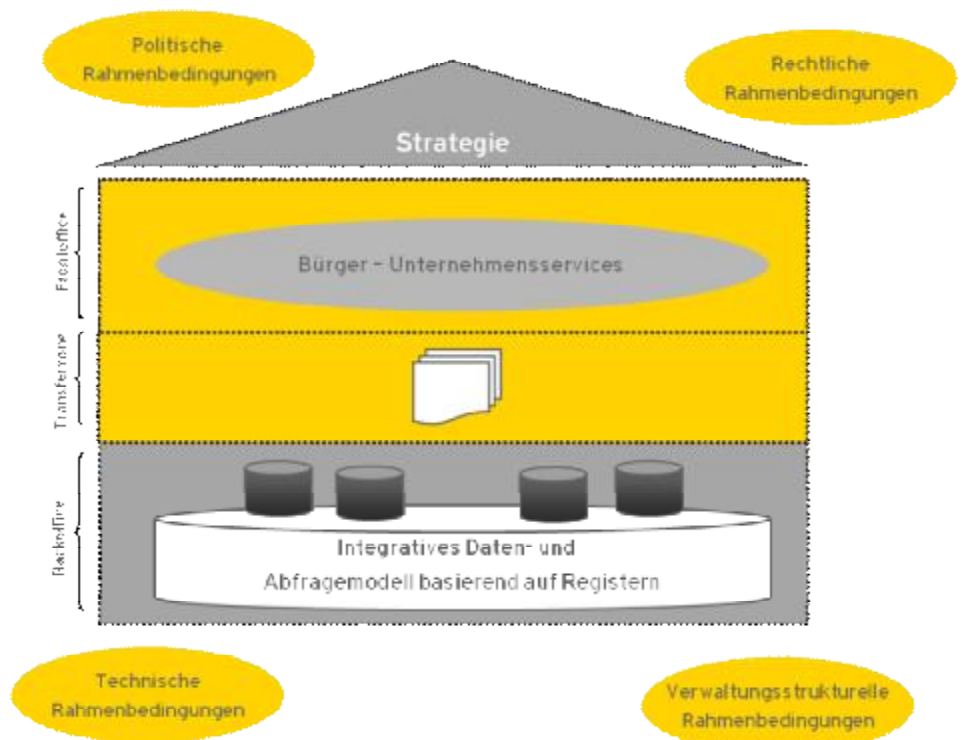 Politische
Rahmenbedingungen
Rechtliche
Rahmenbedingungen
Strategie
Frontoffice
Bürger – Unternehmensservices
Transferzone
Backoffice
Integratives Daten- und
Abfragemodell basierend auf Registern
Technische
Rahmenbedingungen
Verwaltungsstrukturelle
Rahmenbedingungen